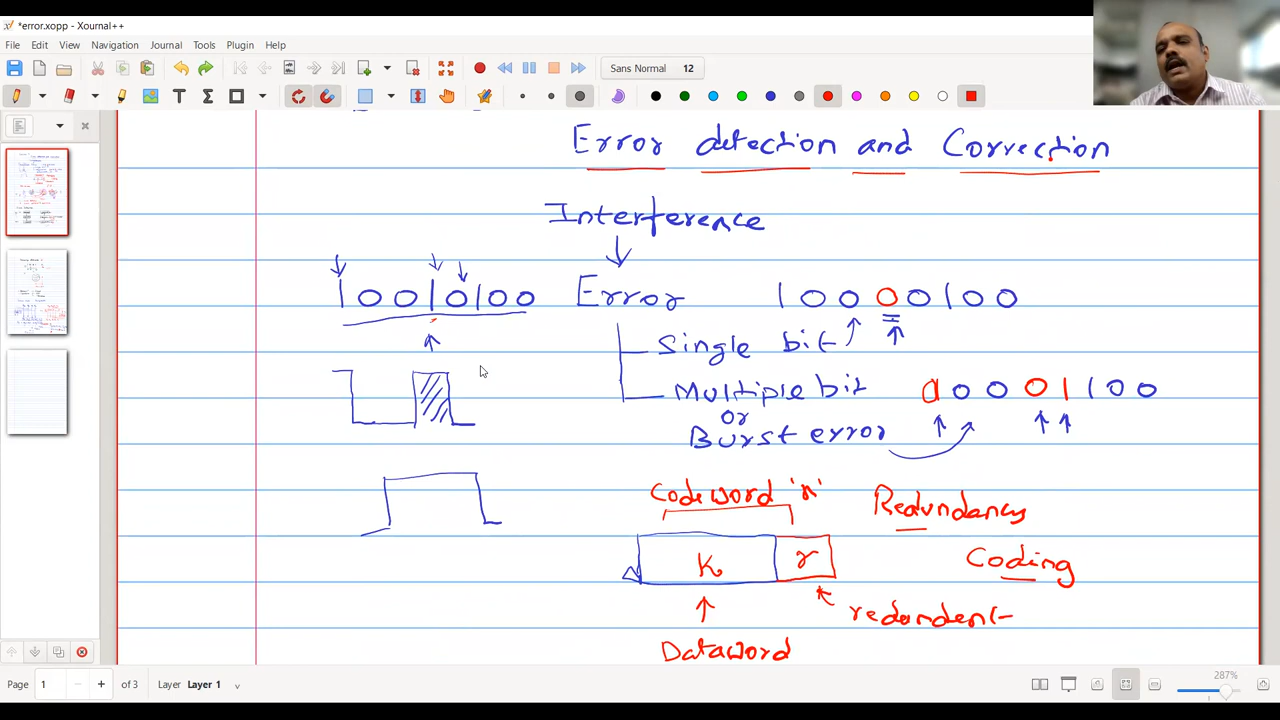 *error.xopp - Xournal++
File Edit View Navigation Journal Tools Plugin Help
Sans Normal 12
Error detection and Correction
Interference
10010100 Error 10000100
Single bit
Multiple bit 00001100
or
Burst error
Codeword 'n' Redundancy
k r Coding
redundent
Dataword
Page 1 of 3 Layer Layer 1 287%